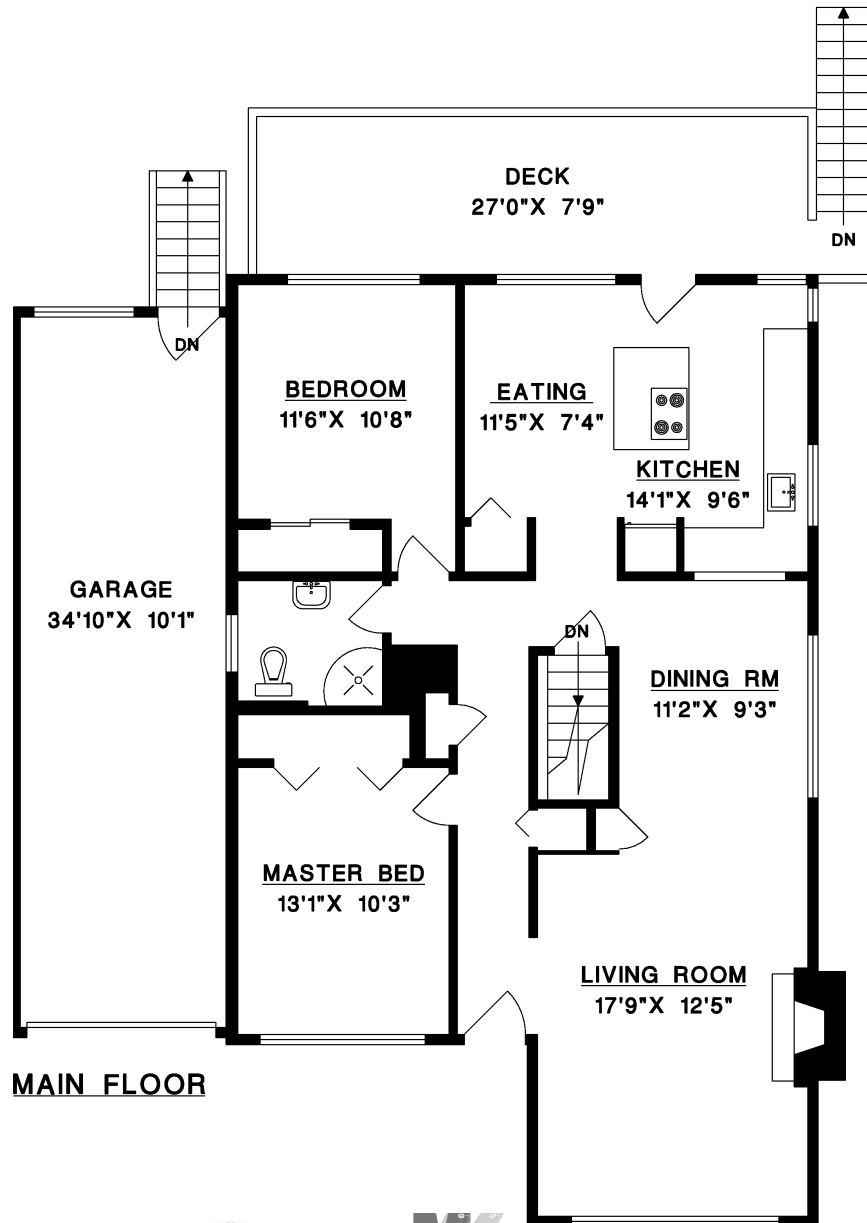 DECK
27'0"X 7'9"
DN
DN
BEDROOM
11'6"X 10'8"
EATING
11'5"X 7'4"
KITCHEN
14'1"X 9'6"
GARAGE
34'10"X 10'1"
DN
DINING RM
11'2"X 9'3"
MASTER BED
13'1"X 10'3"
LIVING ROOM
17'9"X 12'5"
MAIN FLOOR